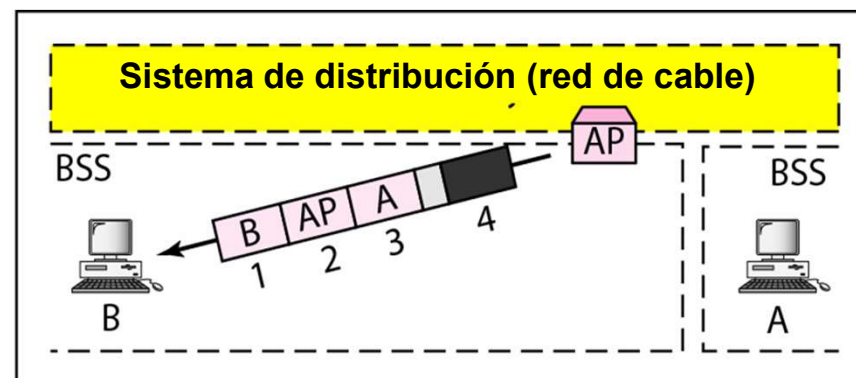 Sistema de distribución (red de cable)
AP
BSS
BSS
B AP A
1 2 3 4
B
A